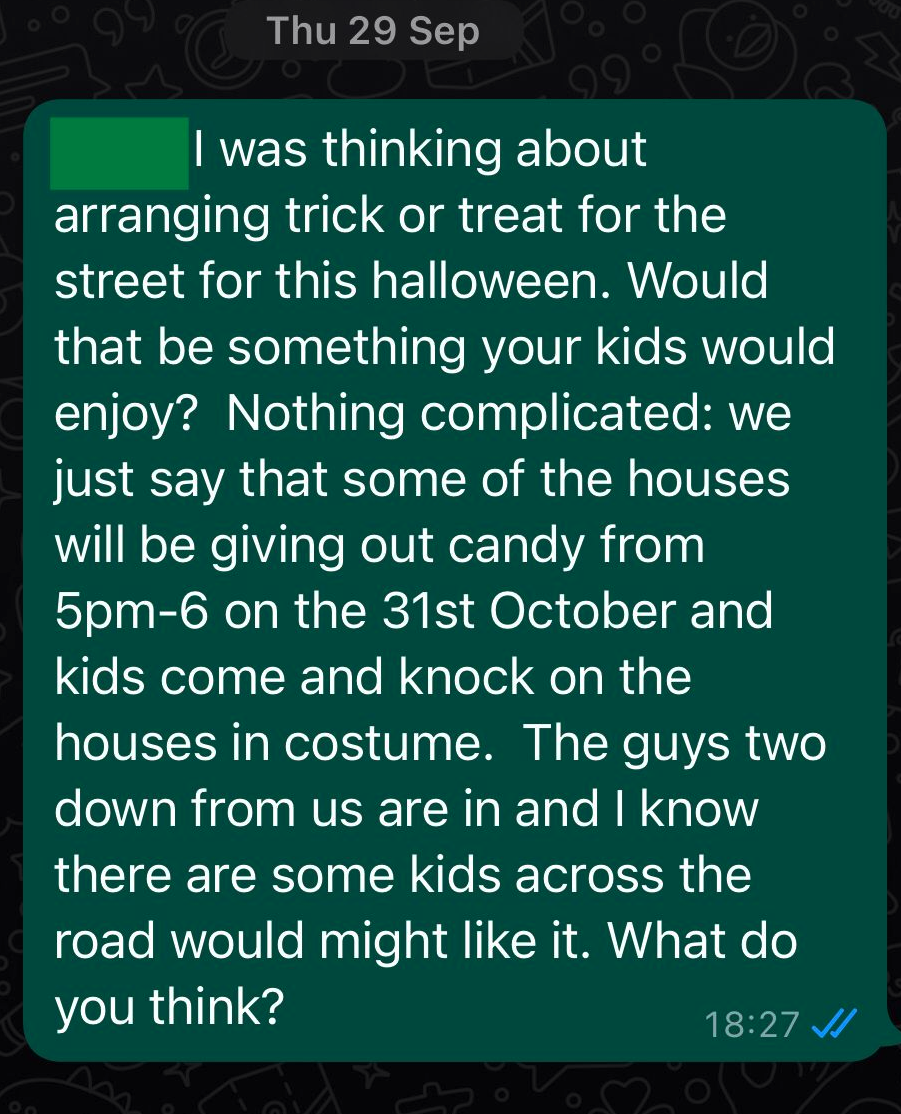 Thu 29 Sep
I was thinking about
arranging trick or treat for the
street for this halloween. Would
that be something your kids would
enjoy?  Nothing complicated: we
just say that some of the houses
will be giving out candy from
5pm-6 on the 31st October and
kids come and knock on the
houses in costume.  The guys two
down from us are in and I know
there are some kids across the
road would might like it. What do
you think?
18:27